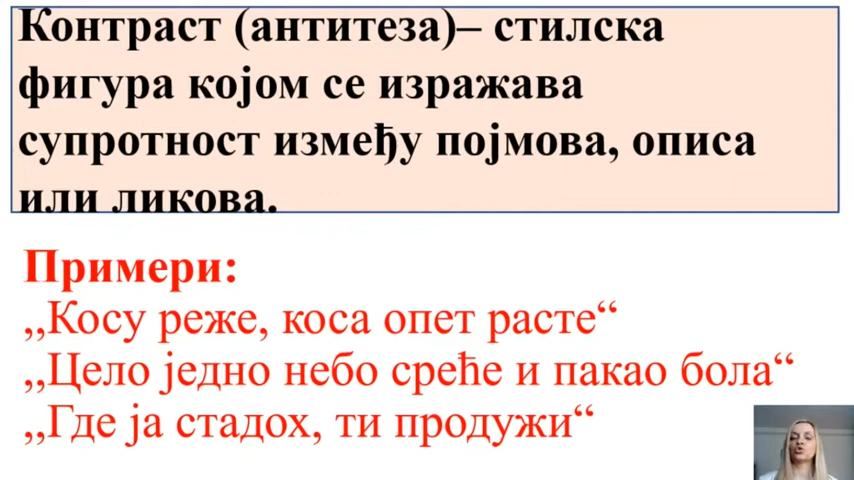 Контраст (антитеза)– стилска
фигура којом се изражава
супротност између појмова, описа
или ликова.
Примери:
,,Косу реже, коса опет расте“
,,Цело једно небо среће и пакао бола“
,,Где ја стадох, ти продужи“